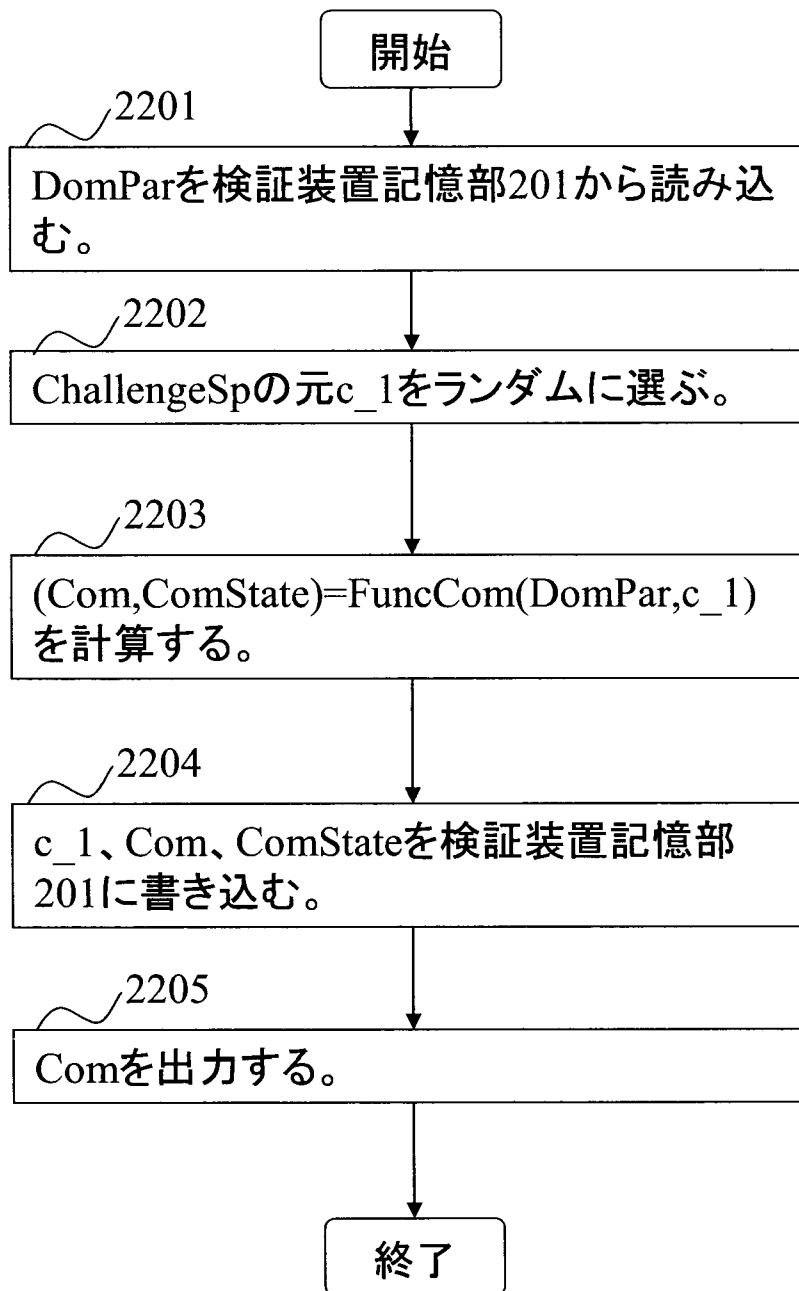 開始
2201
DomParを検証装置記憶部201から読み込
む。
2202
ChallengeSpの元c_1をランダムに選ぶ。
2203
(Com,ComState)=FuncCom(DomPar,c_1)
を計算する。
2204
c_1、Com、ComStateを検証装置記憶部
201に書き込む。
2205
Comを出力する。
終了